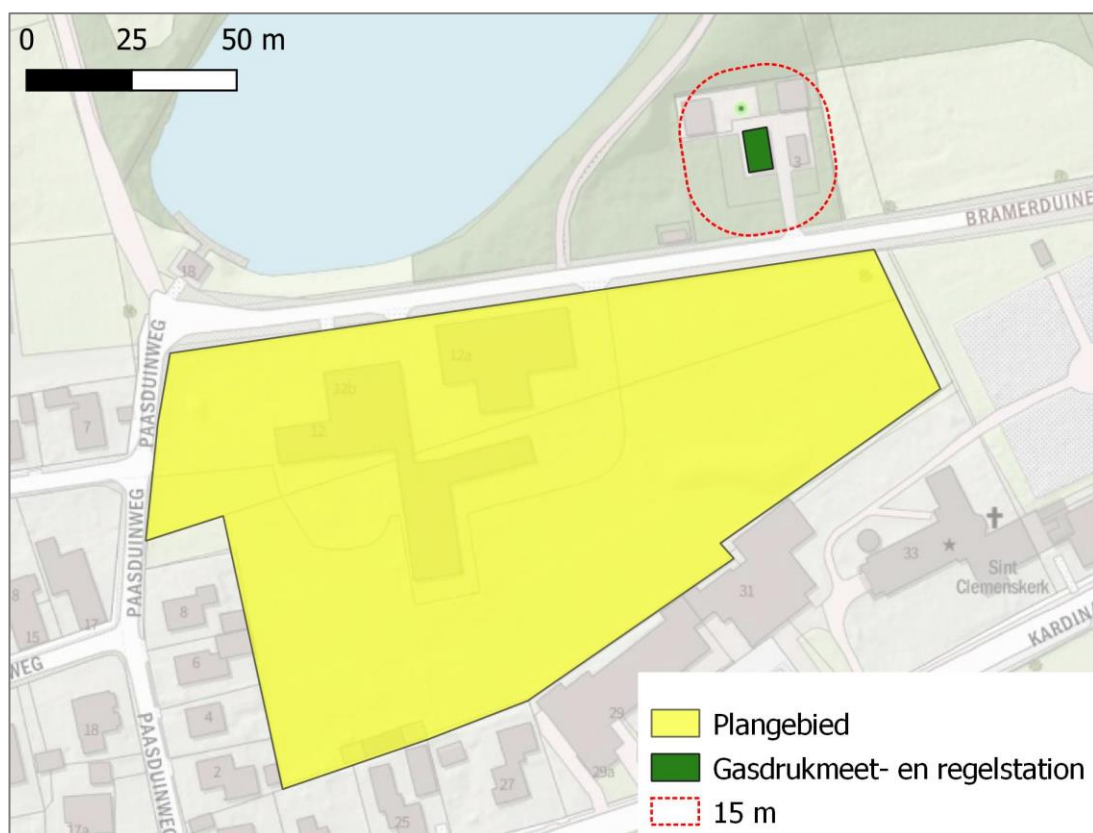 0 25 50 m
3
BRAMERDUINE
18
12a
12b
12
PAASDUINWEG
7
PAASDUINWEG
8
31
33
Sint
Clemenskerk
8
15
17
WEG
6
KARDINA
4
18
PAASDUINWEG
2
29
29a
27
25
17a
Plangebied
Gasdrukmeet- en regelstation
15 m